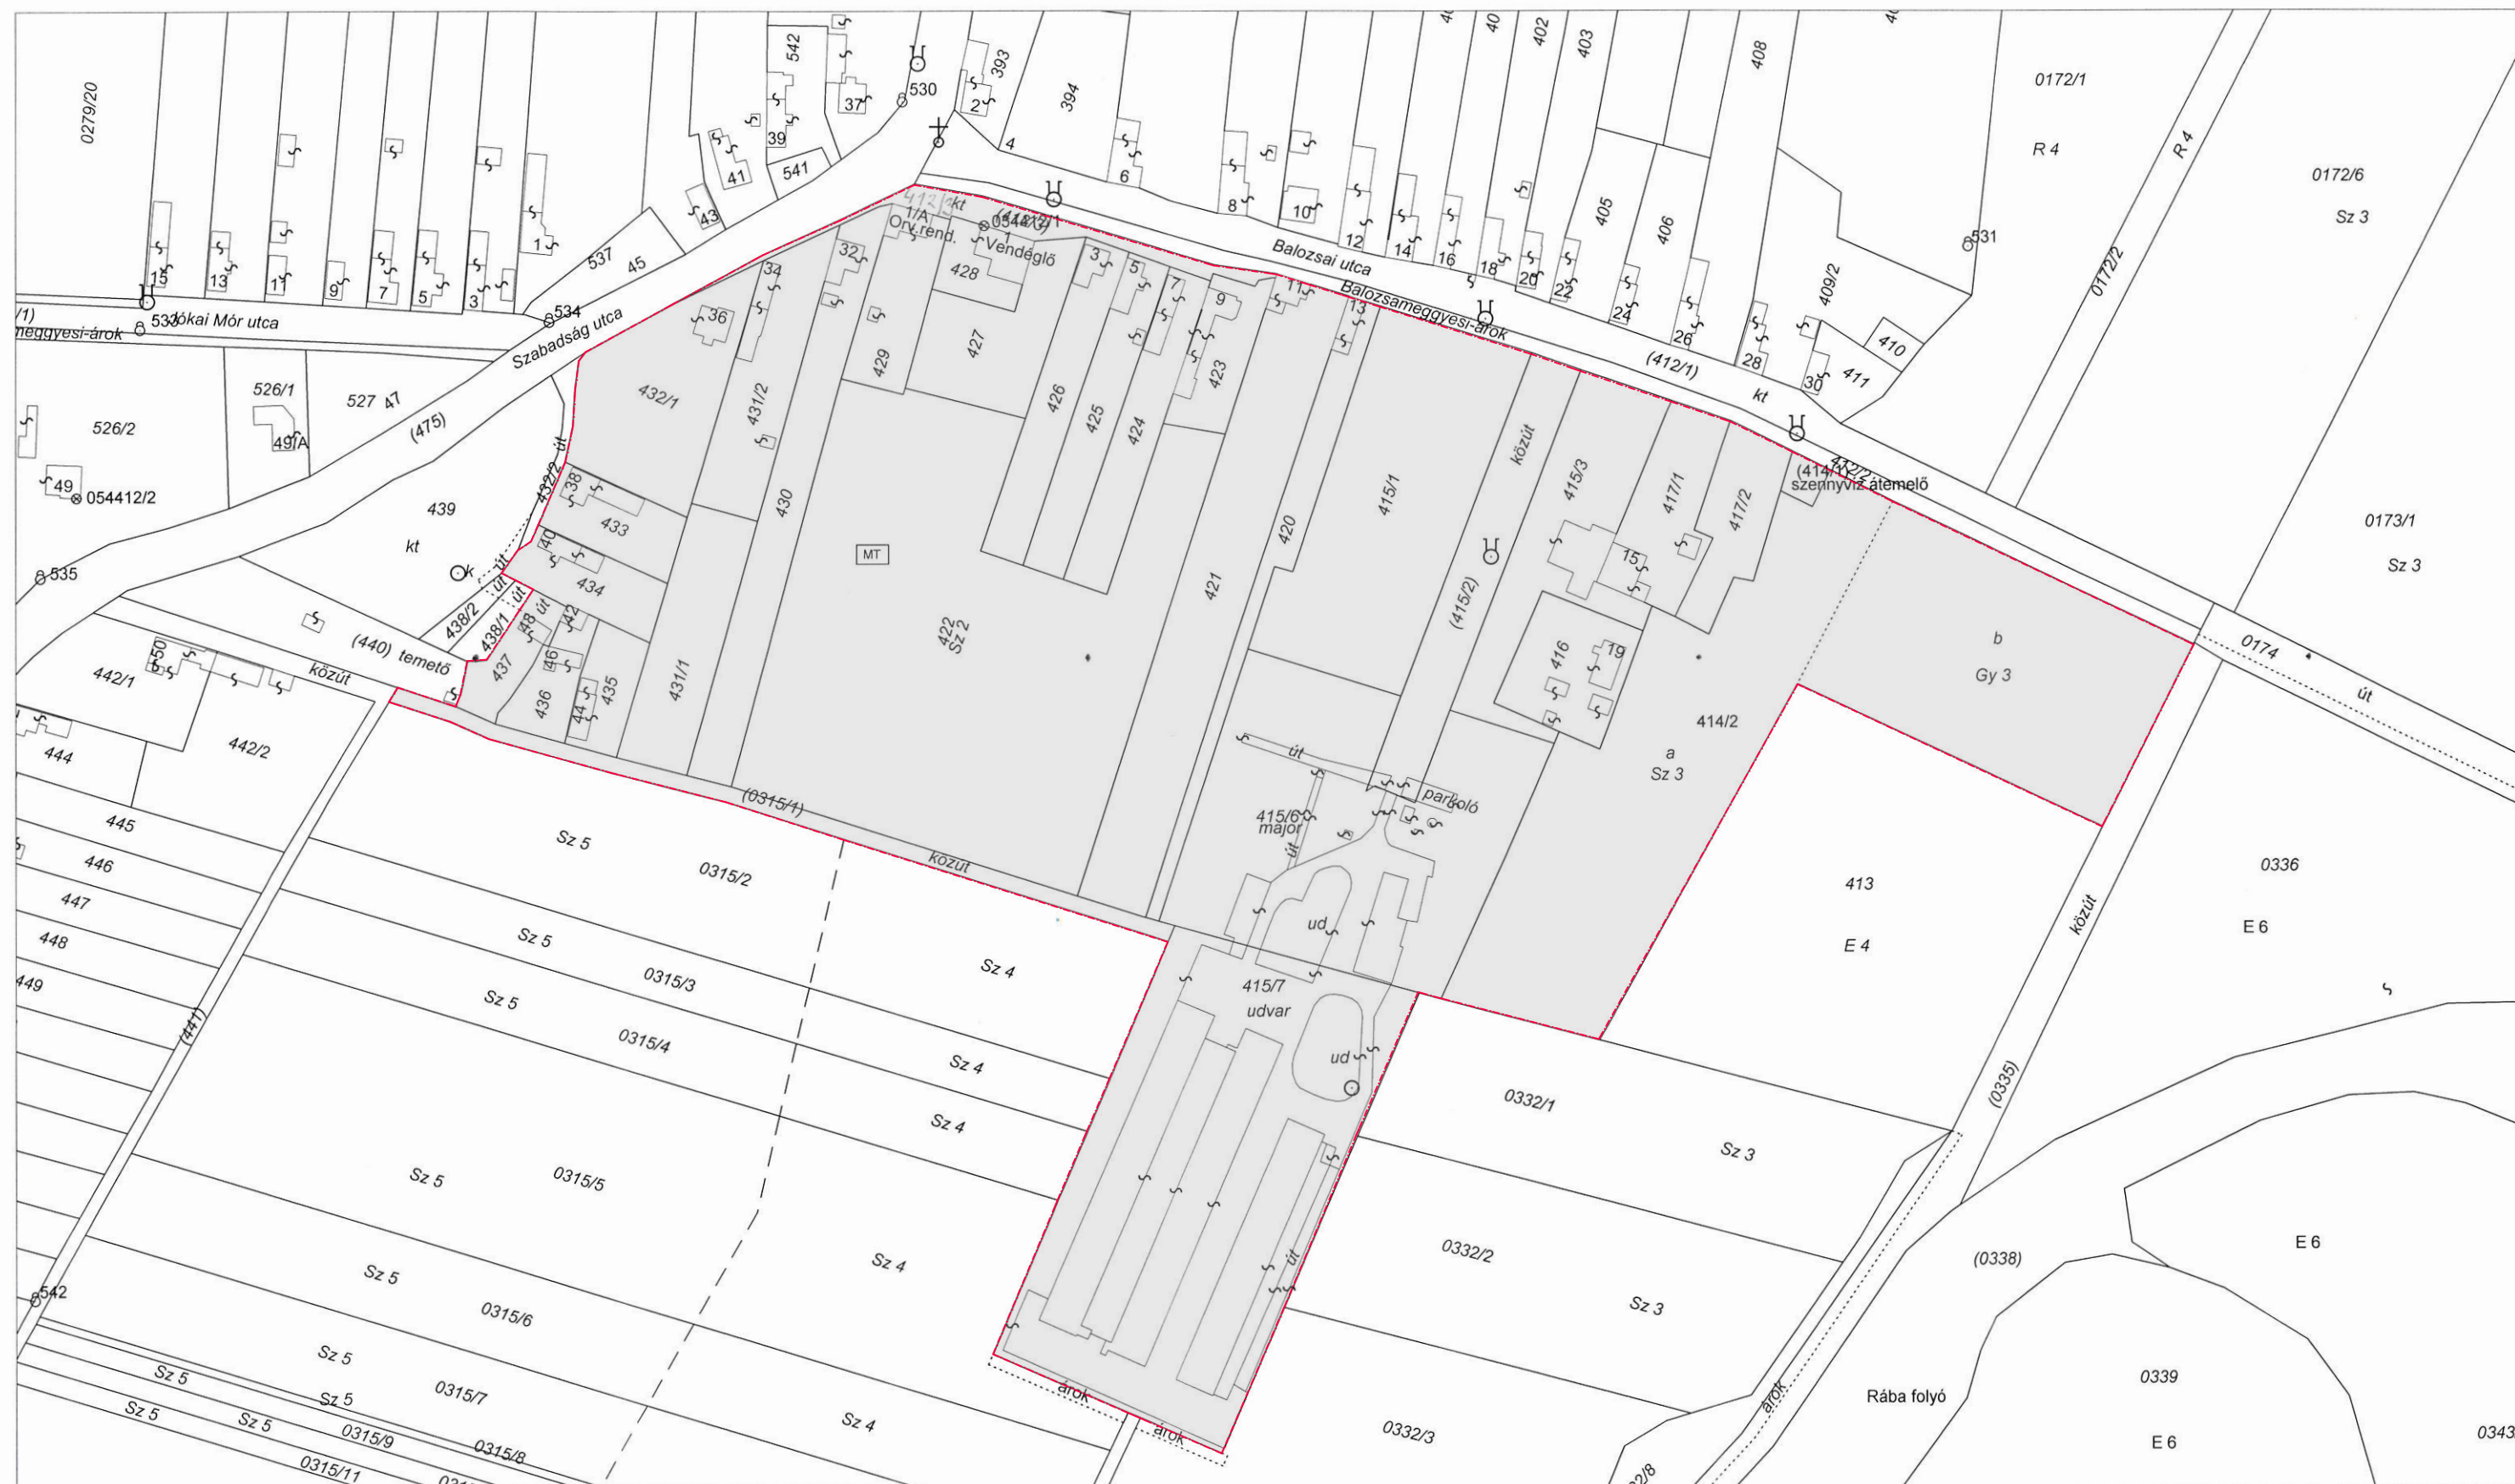 0279/20
542
530
393
394
402
403
408
0172/1
R 4
R 4
0172/6
Sz 3
37
39
41
43
541
2
4
6
8
10
12
14
16
18
20
22
24
26
28
30
405
406
409/2
410
411
531
0172/2
15
13
11
9
7
5
3
1
537
45
534
533
Jókai Mór utca
meggyesi-árok
Szabadság utca
412/3
kt
1/A
Orv.rend.
1
Vendéglő
428
Balozsai utca
Balozsameggyesi-árok
(412/1)
kt
32
34
36
3
5
7
9
11
13
526/1
526/2
527
47
49/A
49
054412/2
(475)
432/1
431/2
429
427
426
425
424
423
430
420
421
415/1
közút
(415/2)
415/3
417/1
417/2
412/2
szennyvíz átemelő
0173/1
Sz 3
439
kt
432/2
út
38
433
40
434
MT
422
Sz 2
15
416
19
b
Gy 3
0174
út
535
k
438/2
út
438/1
út
út
48
út
42
46
437
436
44
435
431/1
(440) temető
közút
50
442/1
442/2
444
445
446
447
448
449
(441)
414/2
a
Sz 3
út
parkoló
415/6
major
út
(0315/1)
közút
413
E 4
0336
E 6
közút
(0335)
Sz 5
0315/2
Sz 5
0315/3
Sz 4
Sz 5
0315/4
Sz 4
ud
415/7
udvar
ud
Sz 4
Sz 5
0315/5
0332/1
Sz 3
Sz 4
Sz 5
0315/6
0332/2
Sz 3
út
(0338)
E 6
542
Sz 5
0315/7
Sz 4
Sz 5
Sz 5
Sz 5
Sz 5
0315/9
0315/8
0315/11
árok
árok
0332/3
árok
Rába folyó
0339
E 6